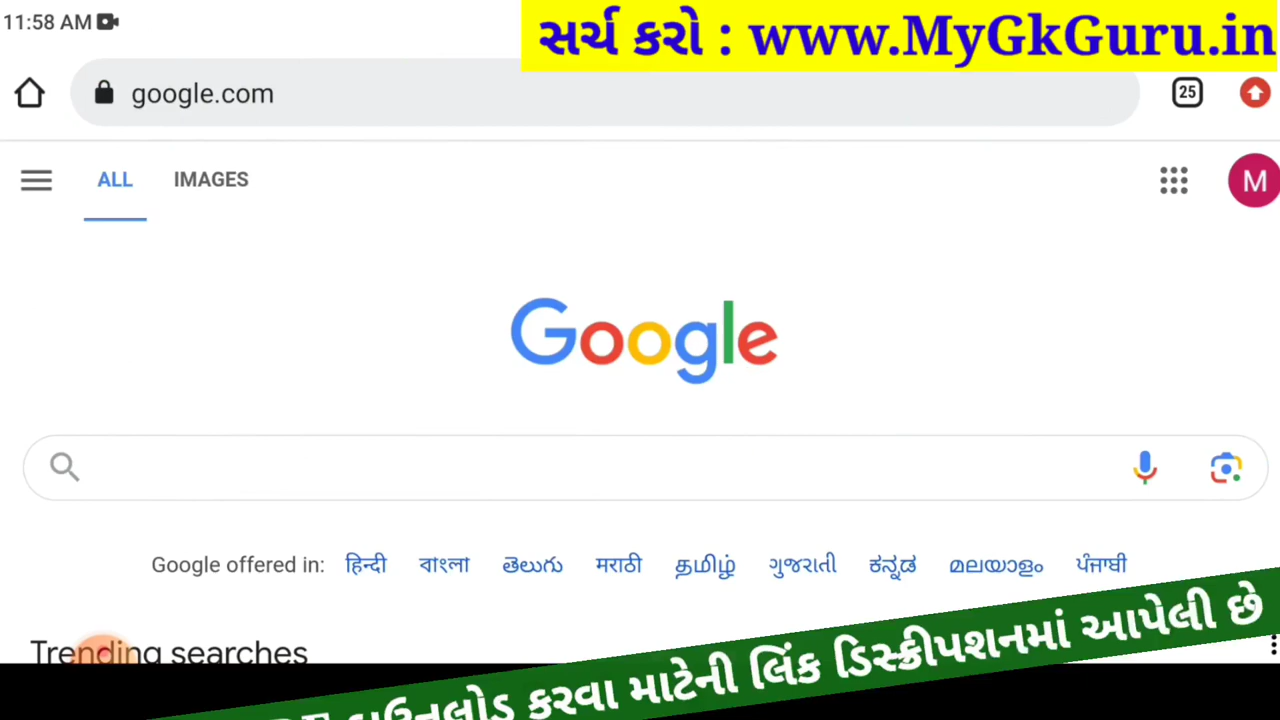 11:58 AM
સર્ચ કરો : www.MyGkGuru.in
google.com
25
ALL IMAGES
M
Google
Google offered in: हिन्दी বাংলা తెలుగు मराठी தமிழ் ગુજરાતી ಕನ್ನಡ മലയാളം ਪੰਜਾਬੀ
Trending searches
ડાઉનલોડ કરવા માટેની લિંક ડિસ્ક્રીપશનમાં આપેલી છે